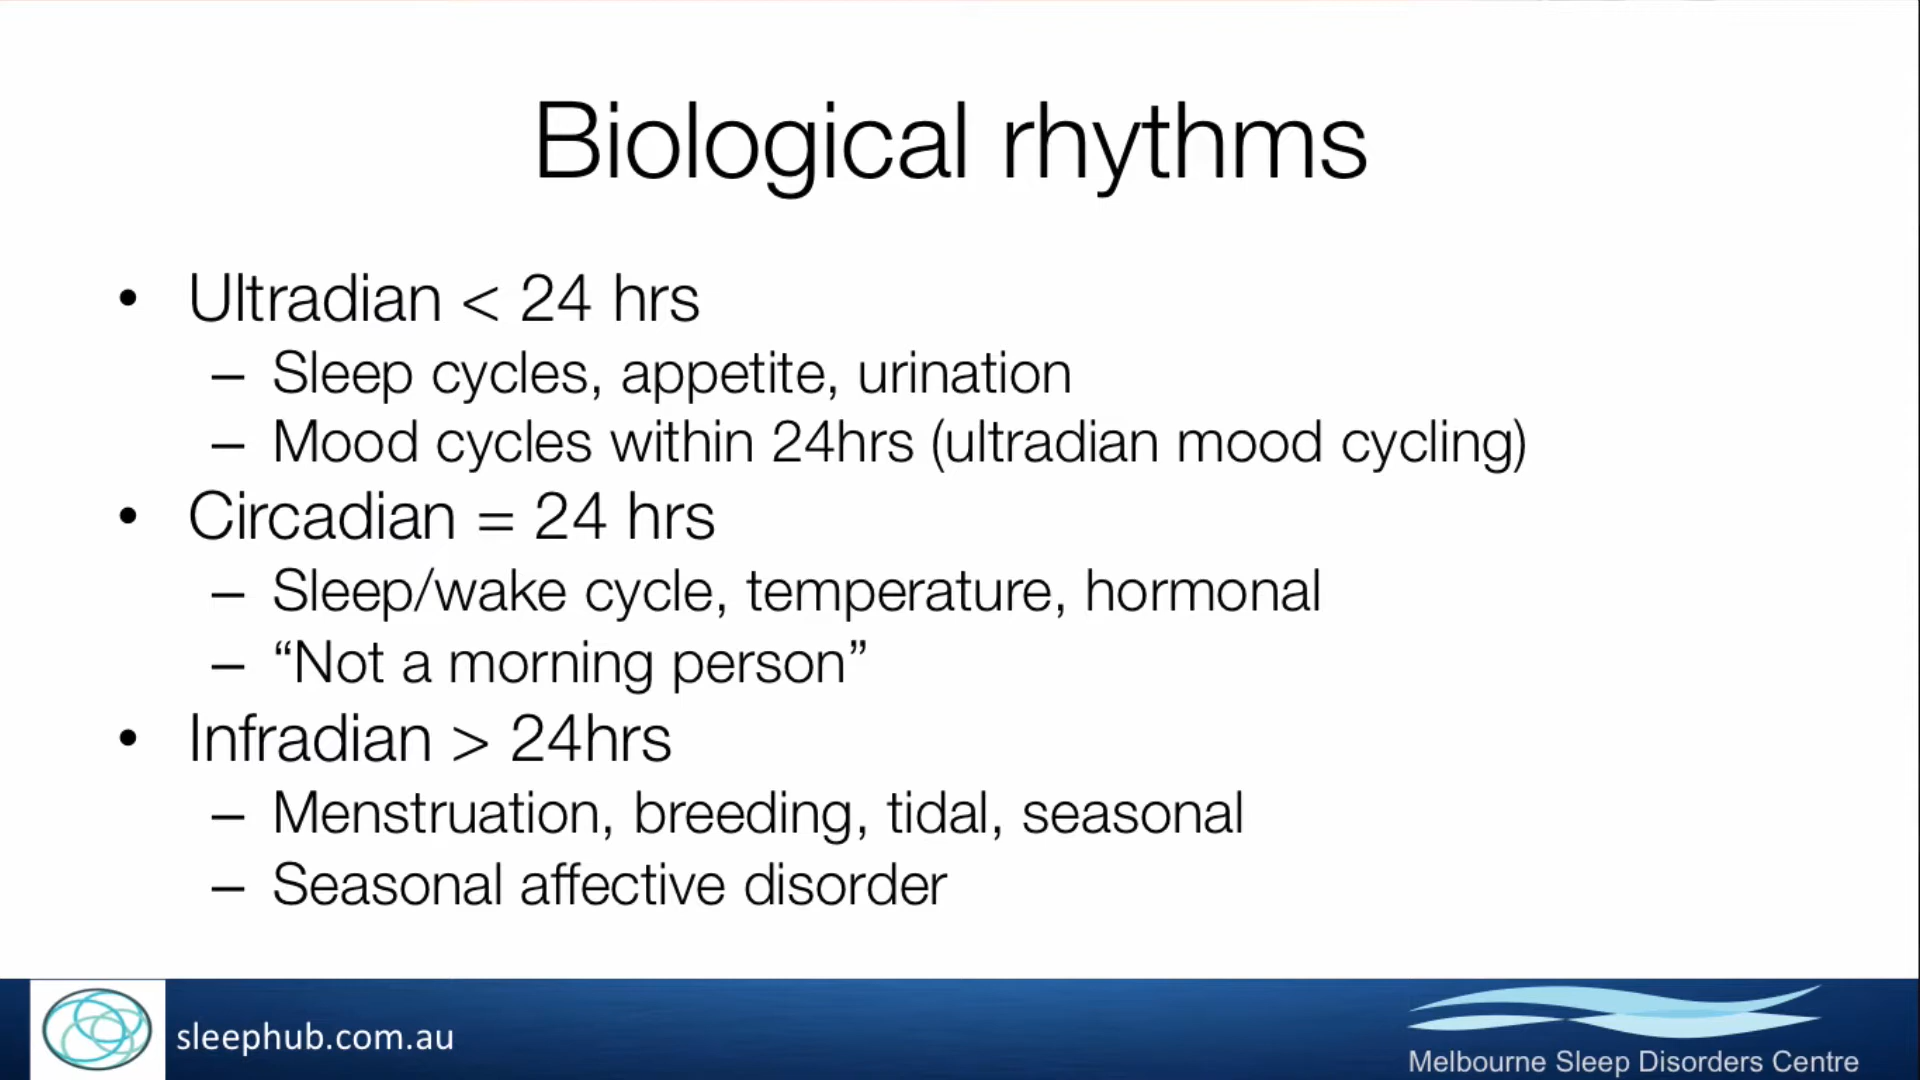 Biological rhythms
• Ultradian < 24 hrs
– Sleep cycles, appetite, urination
– Mood cycles within 24hrs (ultradian mood cycling)
• Circadian = 24 hrs
– Sleep/wake cycle, temperature, hormonal
– “Not a morning person”
• Infradian > 24hrs
– Menstruation, breeding, tidal, seasonal
– Seasonal affective disorder
sleephub.com.au
Melbourne Sleep Disorders Centre